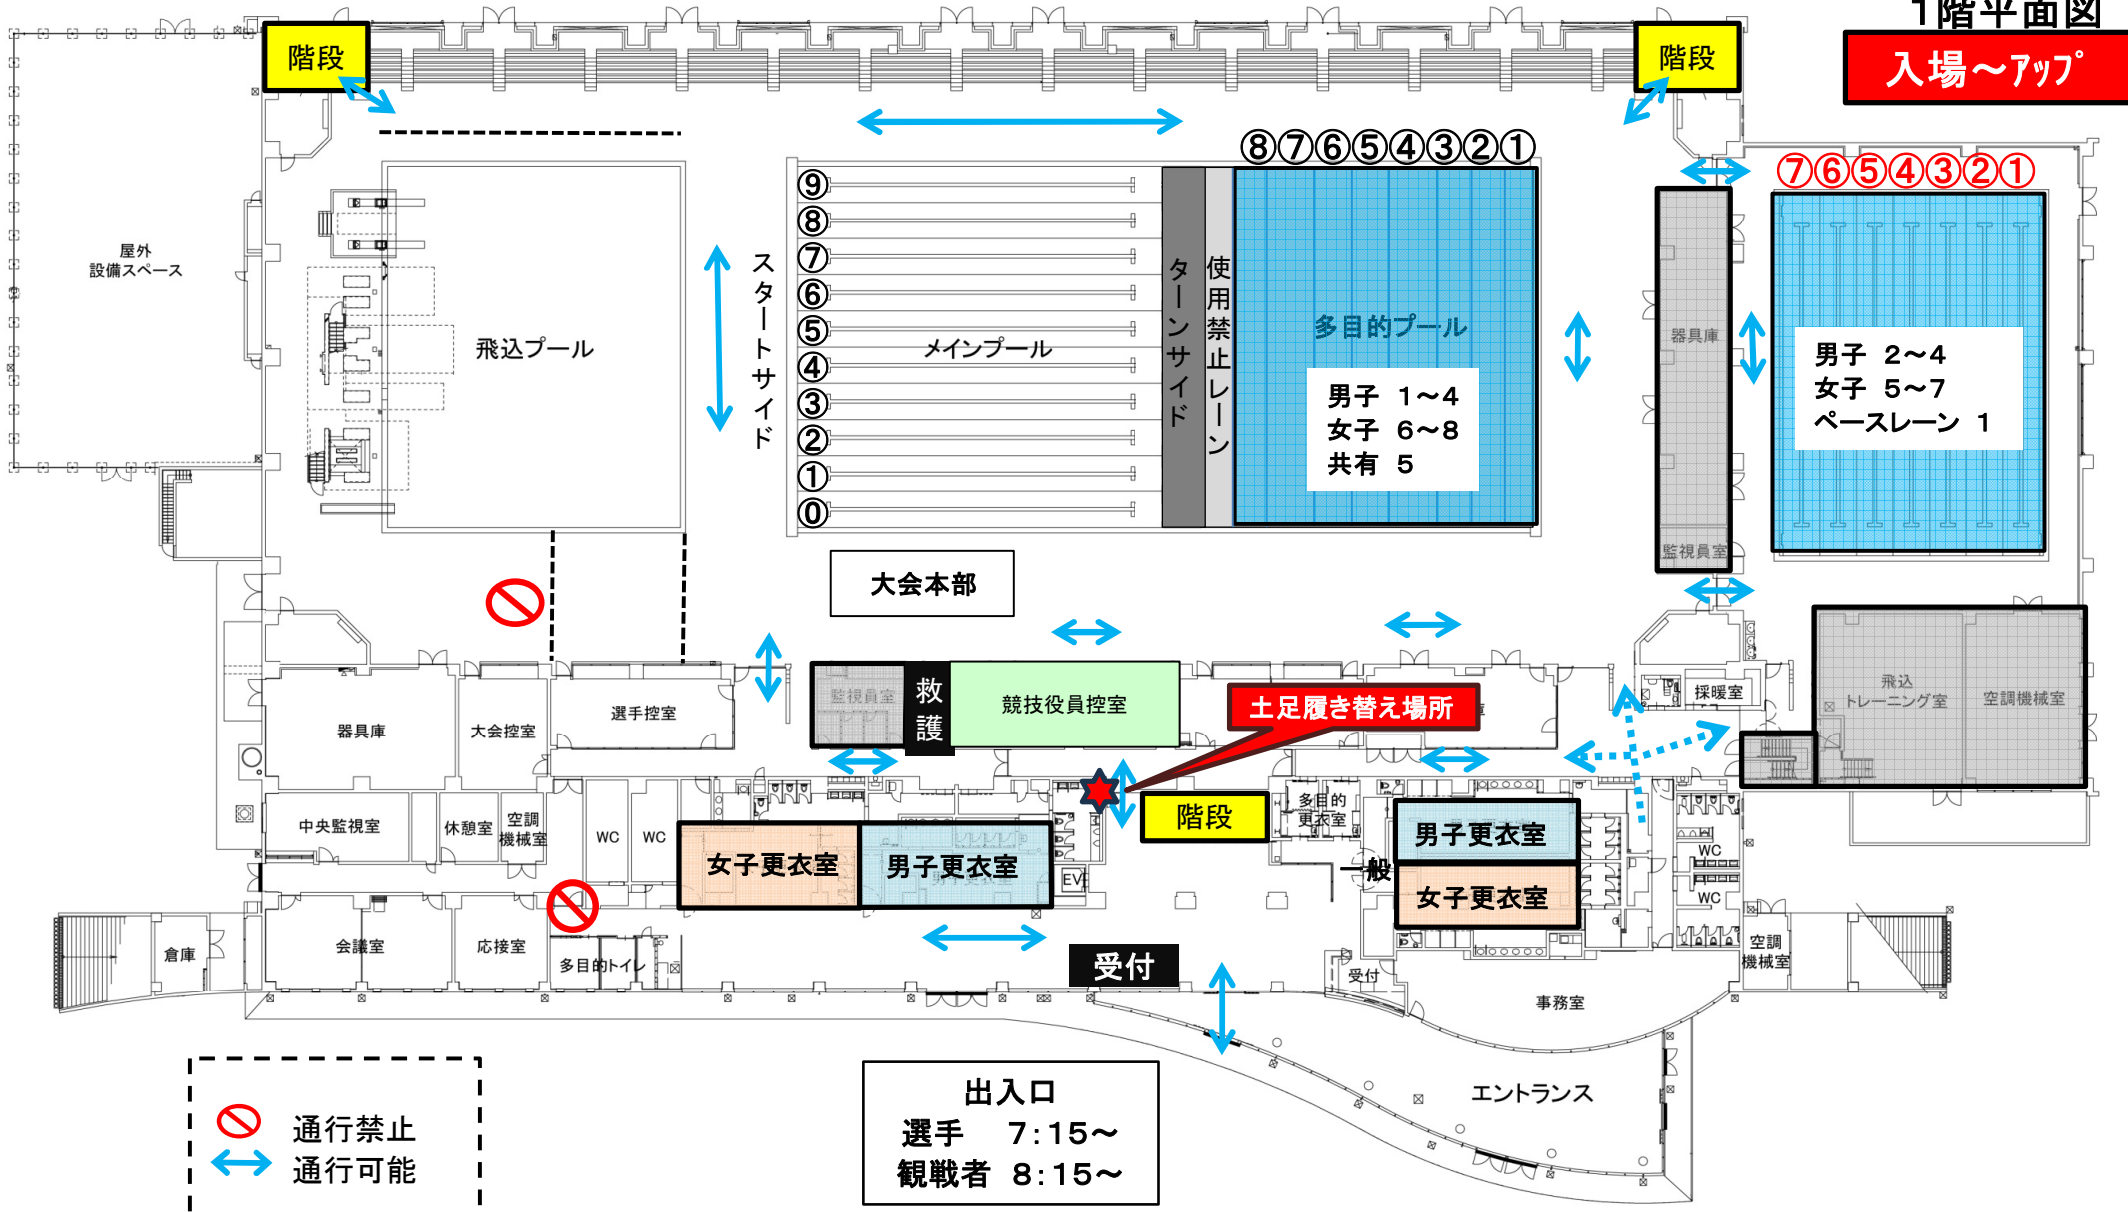 1階平面図
入場～アップ
階段
階段
⑧⑦⑥⑤④③②①
⑦⑥⑤④③②①
⑨
⑧
⑦
⑥
⑤
④
③
②
①
⓪
屋外
設備スペース
飛込プール
スタートサイド
メインプール
ターンサイド
使用禁止レーン
多目的プール
男子 1～4
女子 6～8
共有 5
器具庫
監視員室
男子 2～4
女子 5～7
ペースレーン 1
大会本部
器具庫
大会控室
選手控室
監視員室
救護
競技役員控室
土足履き替え場所
庫
採暖室
飛込
トレーニング室
空調機械室
中央監視室
休憩室
空調
機械室
WC
WC
女子更衣室
男子更衣室
EV
階段
多目的
更衣室
一般
男子更衣室
女子更衣室
WC
WC
倉庫
会議室
応接室
多目的トイレ
受付
受付
事務室
空調
機械室
エントランス
出入口
選手 7:15～
観戦者 8:15～
通行禁止
通行可能